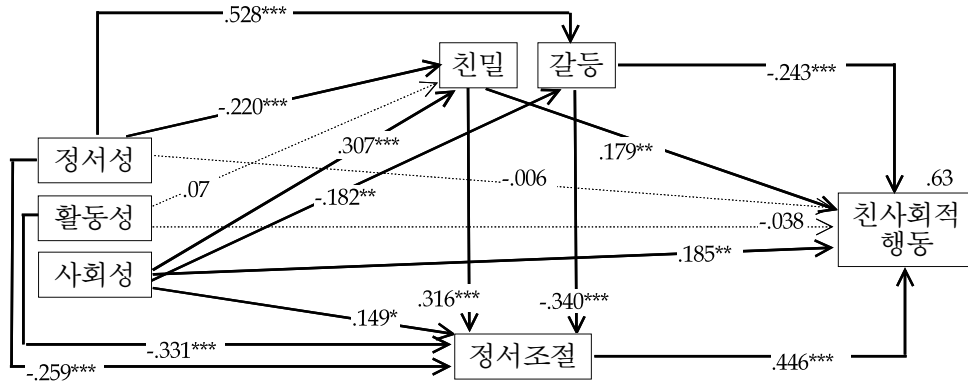 .528***
친밀
갈등
-.243***
-.220***
.307***
.179**
정서성
.07
-.182**
-.006
.63
활동성
-.038
친사회적
행동
사회성
.185**
.316***
-.340***
.149*
-.331***
정서조절
.446***
-.259***